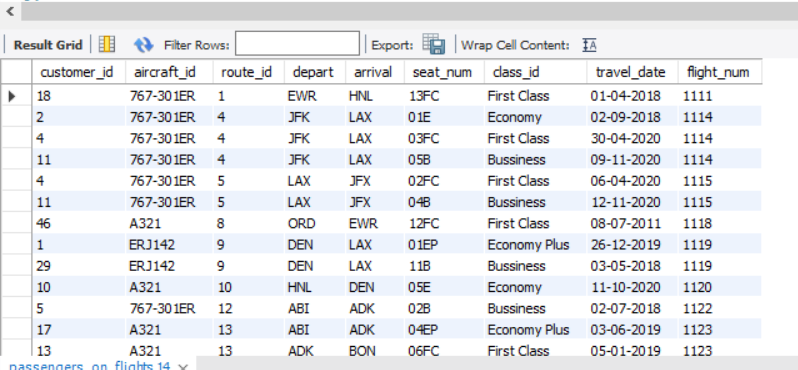 Result Grid Filter Rows: Export: Wrap Cell Content: IA
customer_id aircraft_id route_id depart arrival seat_num class_id travel_date flight_num
18 767-301ER 1 EWR HNL 13FC First Class 01-04-2018 1111
2 767-301ER 4 JFK LAX 01E Economy 02-09-2018 1114
4 767-301ER 4 JFK LAX 03FC First Class 30-04-2020 1114
11 767-301ER 4 JFK LAX 05B Bussiness 09-11-2020 1114
4 767-301ER 5 LAX JFX 02FC First Class 06-04-2020 1115
11 767-301ER 5 LAX JFX 04B Bussiness 12-11-2020 1115
46 A321 8 ORD EWR 12FC First Class 08-07-2011 1118
1 ERJ142 9 DEN LAX 01EP Economy Plus 26-12-2019 1119
29 ERJ142 9 DEN LAX 11B Bussiness 03-05-2018 1119
10 A321 10 HNL DEN 05E Economy 11-10-2020 1120
5 767-301ER 12 ABI ADK 02B Bussiness 02-07-2018 1122
17 A321 13 ABI ADK 04EP Economy Plus 03-06-2019 1123
13 A321 13 ADK BON 06FC First Class 05-01-2019 1123
passengers_on_flights 14